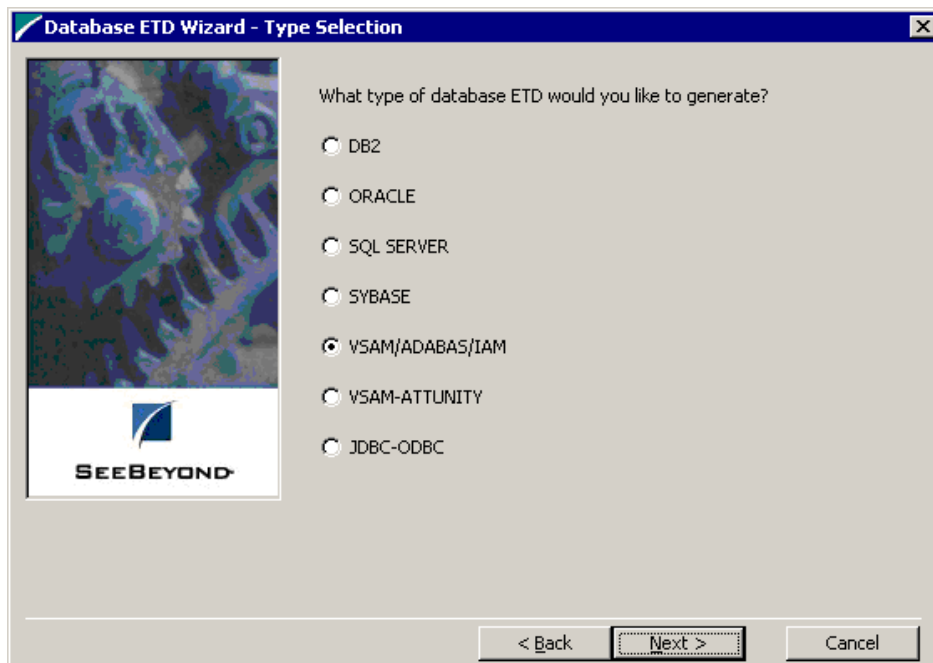 Database ETD Wizard - Type Selection
What type of database ETD would you like to generate?
DB2
ORACLE
SQL SERVER
SYBASE
VSAM/ADABAS/IAM
VSAM-ATTUNITY
JDBC-ODBC
SEEBEYOND
< Back
Next >
Cancel